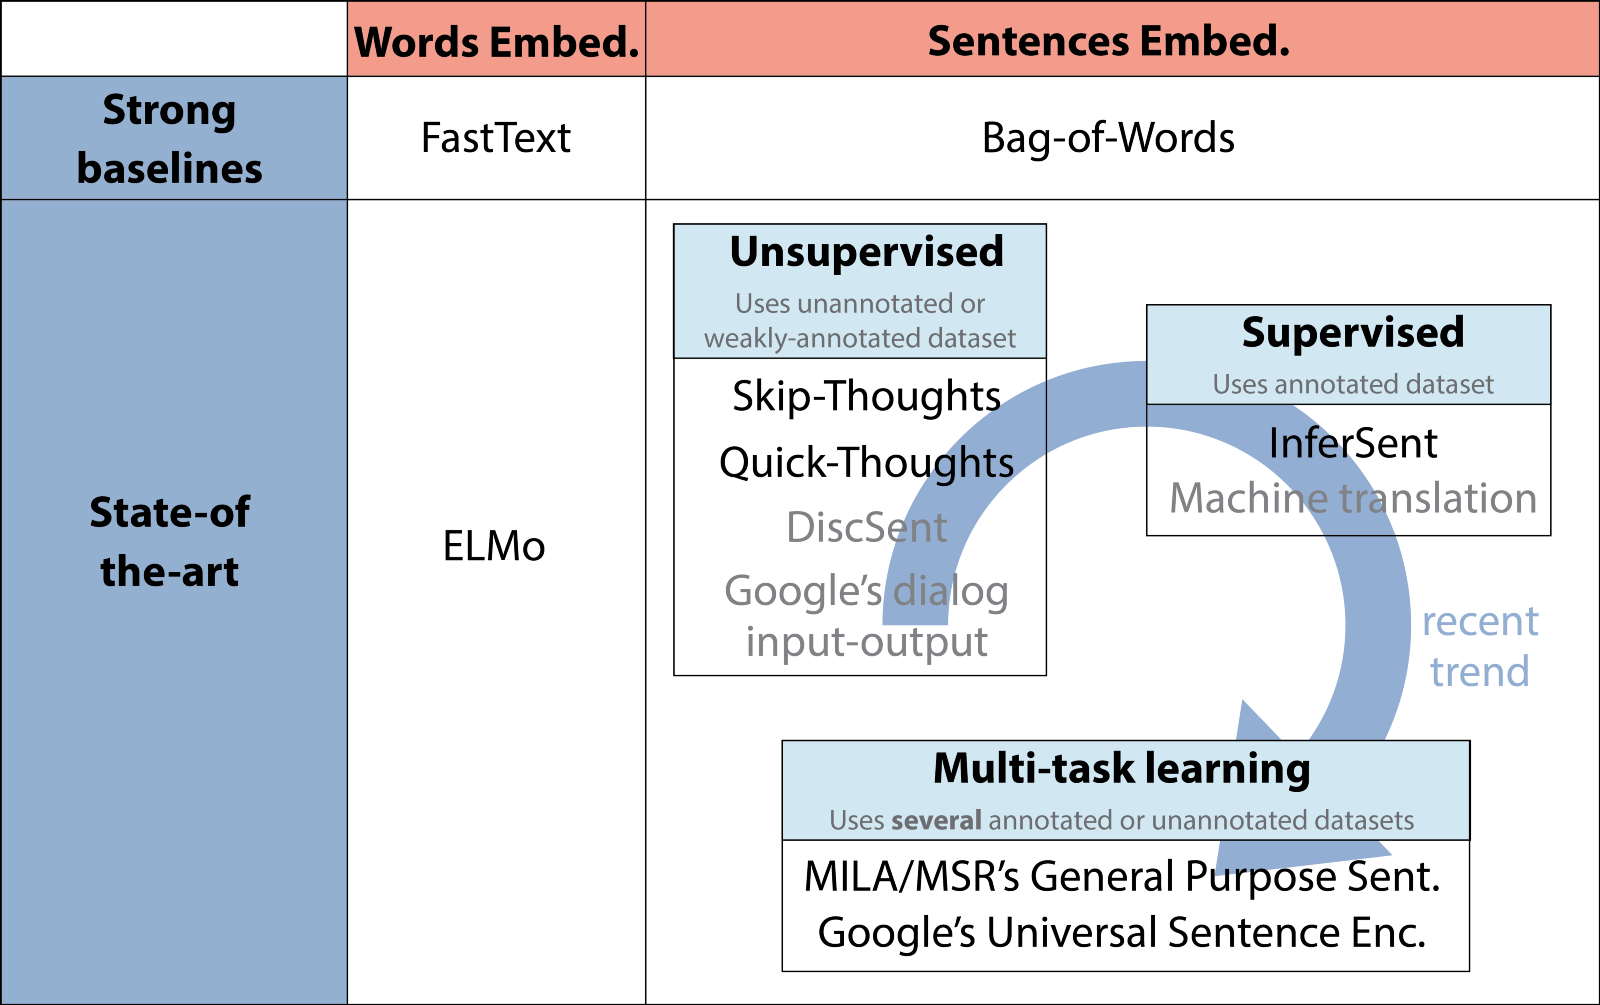 Words Embed.
Sentences Embed.
Strong
baselines
FastText
Bag-of-Words
State-of
the-art
ELMo
Unsupervised
Uses unannotated or
weakly-annotated dataset
Skip-Thoughts
Quick-Thoughts
DiscSent
Google’s dialog
input-output
Supervised
Uses annotated dataset
InferSent
Machine translation
recent
trend
Multi-task learning
Uses several annotated or unannotated datasets
MILA/MSR’s General Purpose Sent.
Google’s Universal Sentence Enc.